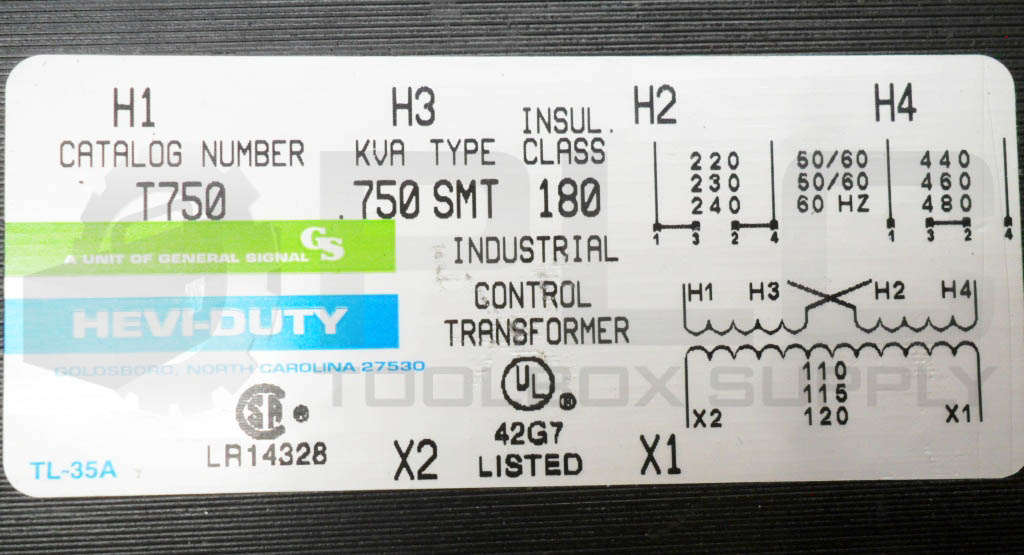 H1 H3 H2 H4
CATALOG NUMBER KVA TYPE INSUL. CLASS
T750 .750 SMT 180
220 50/60 440
230 50/60 460
240 60 HZ 480
1 3 2 4 1 3 2 4
A UNIT OF GENERAL SIGNAL GS
INDUSTRIAL
CONTROL
TRANSFORMER
H1 H3 H2 H4
HEVI-DUTY
GOLDSBORO, NORTH CAROLINA 27530
110
115
120
X2 X1
SA ®
LR14328
UL ®
42G7
LISTED
X2 X1
TL-35A
PLC
TOOLBOX SUPPLY